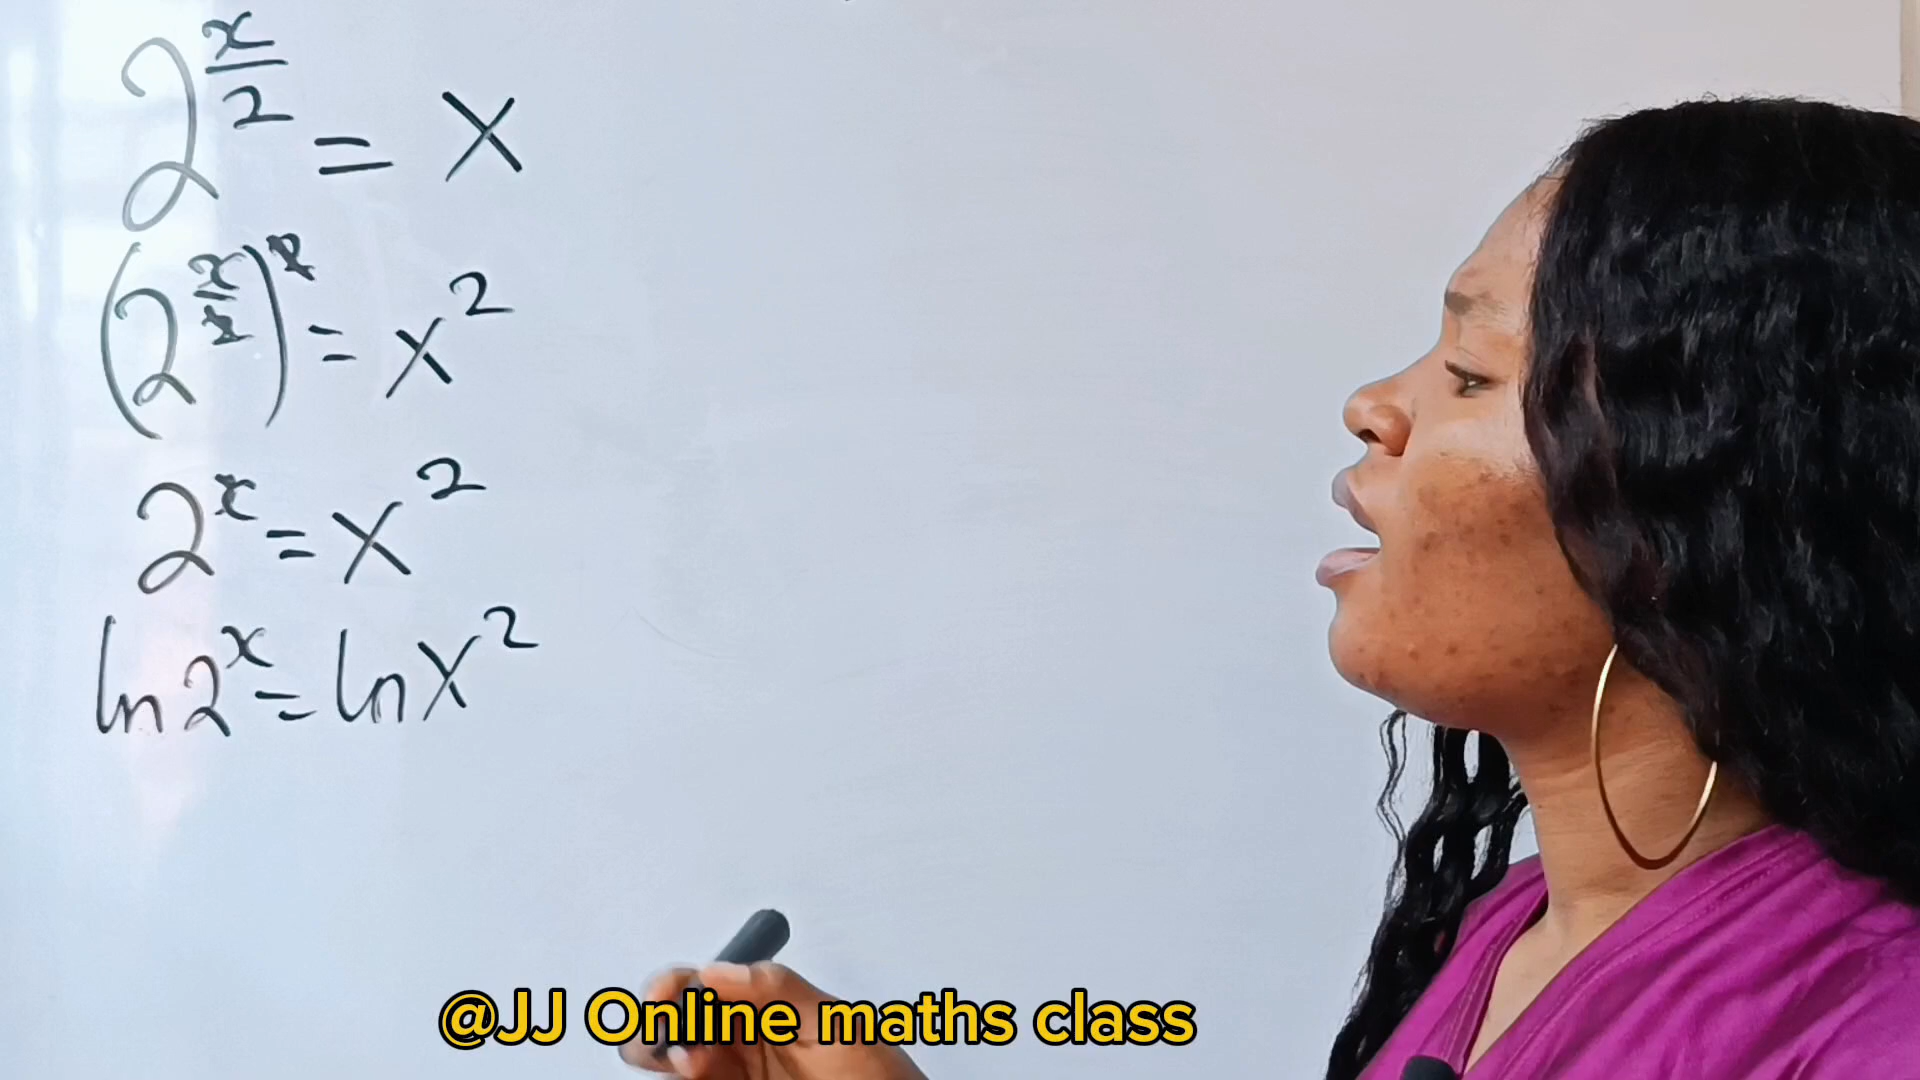 2^{x/2} = x
(2^{x/2})^2 = x^2
2^x = x^2
ln 2^x = ln x^2
@JJ Online maths class